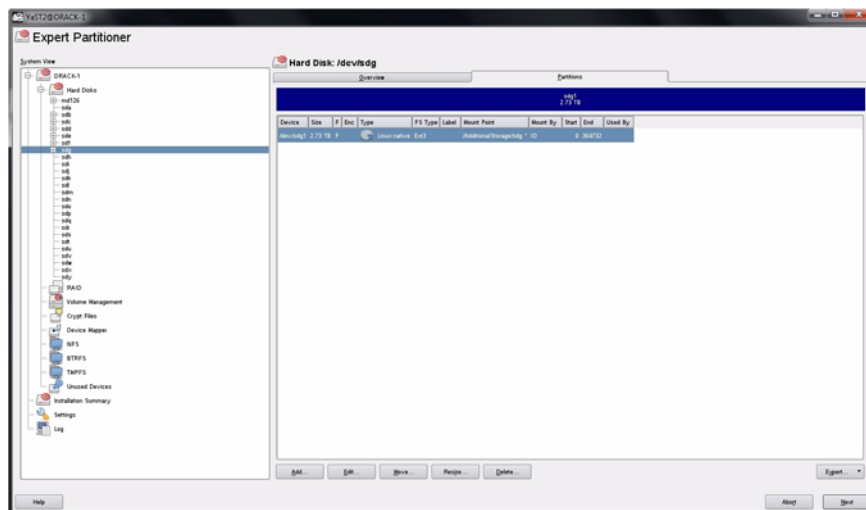 YaST2@DRACK-1
Expert Partitioner
System View
DRACK-1
Hard Disks
md126
sda
sdb
sdc
sdd
sde
sdf
sdg
sdh
sdi
sdj
sdk
sdl
sdm
sdn
sdo
sdp
sdq
sdr
sds
sdt
sdu
sdv
sdw
sdx
sdy
RAID
Volume Management
Crypt Files
Device Mapper
NFS
BTRFS
TMPFS
Unused Devices
Installation Summary
Settings
Log
Hard Disk: /dev/sdg
Overview Partitions
sdg1
2.73 TB
Device Size F Enc Type FS Type Label Mount Point Mount By Start End Used By
/dev/sdg1 2.73 TB F Linux native Ext3 /AdditionalStorage/sdg * ID 0 364732
Add... Edit... Move... Resize... Delete... Expert...
Help Abort Next